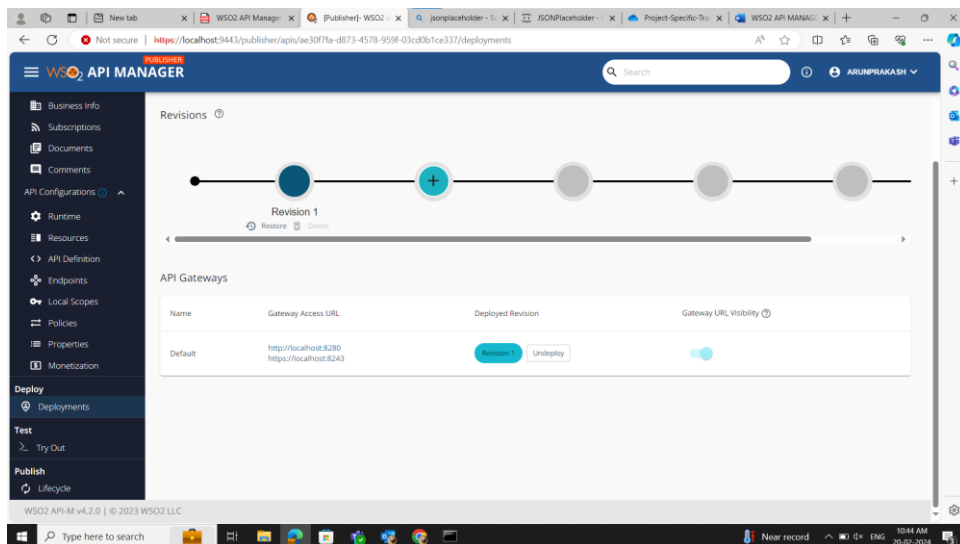 New tab
WSO2 API Manager
[Publisher]- WSO2 /
jsonplaceholder - Se
JSONPlaceholder -
Project-Specific-Trai
WSO2 API MANAGE
Not secure
https://localhost:9443/publisher/apis/ae30f7fa-d873-4578-959f-03cd0b1ce337/deployments
PUBLISHER
WSO2 API MANAGER
Search
ARUNPRAKASH
Business Info
Subscriptions
Documents
Comments
API Configurations
Runtime
Resources
API Definition
Endpoints
Local Scopes
Policies
Properties
Monetization
Deploy
Deployments
Test
Try Out
Publish
Lifecycle
Revisions
Revision 1
Restore Delete
API Gateways
Name Gateway Access URL Deployed Revision Gateway URL Visibility
Default http://localhost:8280 Revision 1 Undeploy
https://localhost:8243
WSO2 API-M v4.2.0 | © 2023 WSO2 LLC
Type here to search
Near record
ENG
10:44 AM
20-02-2024